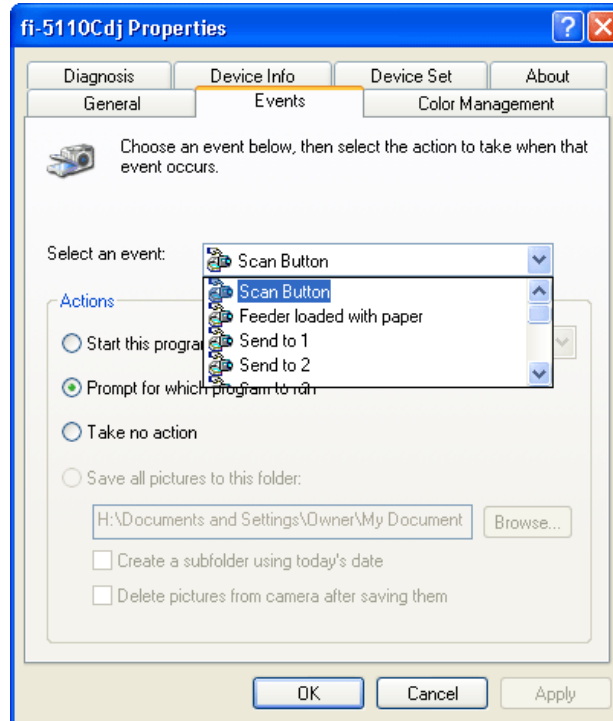 fi-5110Cdj Properties
Diagnosis
Device Info
Device Set
About
General
Events
Color Management
Choose an event below, then select the action to take when that
event occurs.
Select an event:
Scan Button
Scan Button
Feeder loaded with paper
Send to 1
Send to 2
Actions
Start this progra
Prompt for which program to run
Take no action
Save all pictures to this folder:
H:\Documents and Settings\Owner\My Document
Browse...
Create a subfolder using today's date
Delete pictures from camera after saving them
OK
Cancel
Apply